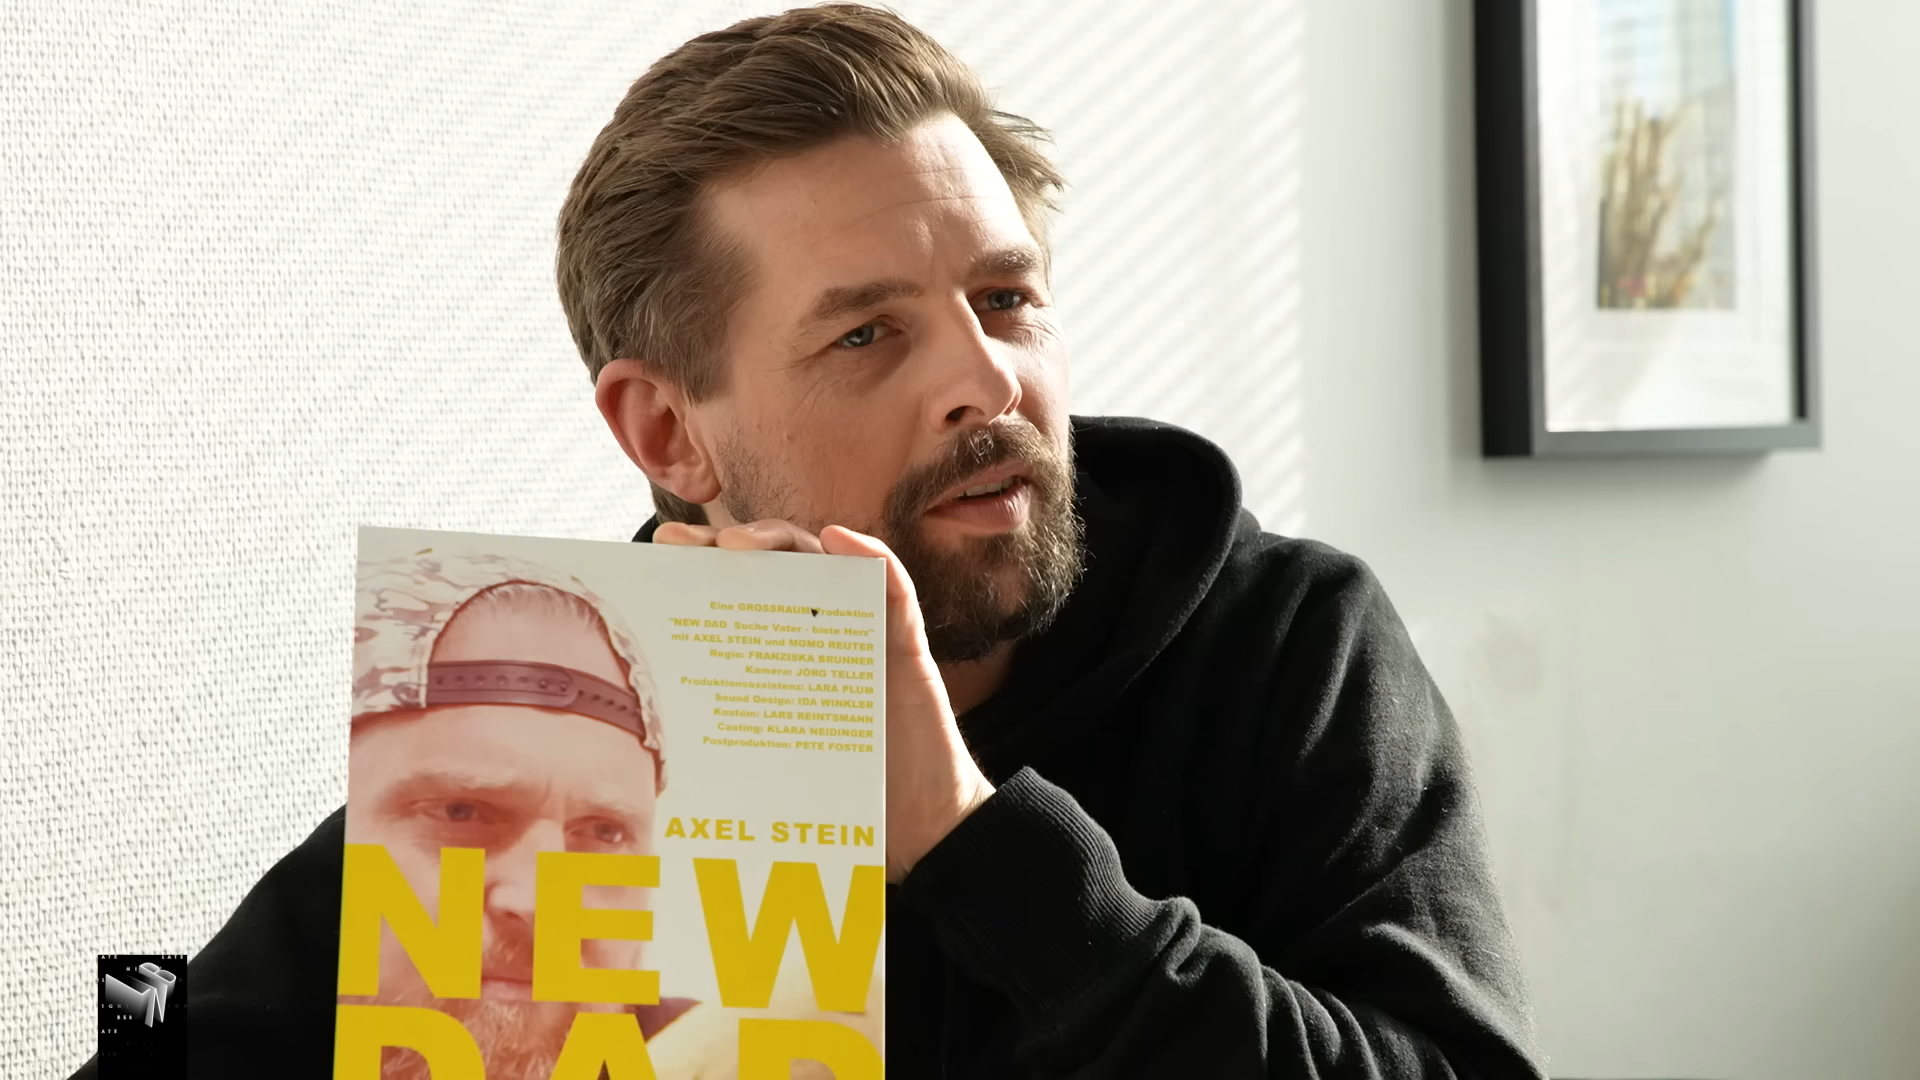 Eine GROSSRAUM Produktion
"NEW DAD Suche Vater - biete Herz"
mit AXEL STEIN und MOMO REUTER
Regie: FRANZISKA BRUNNER
Kamera: JÖRG TELLER
Produktionsassistenz: LARA PLUM
Sound Design: IDA WINKLER
Kostüm: LARS REINTSMANN
Casting: KLARA NEIDINGER
Postproduktion: PETE FOSTER
AXEL STEIN
NEW
DAD